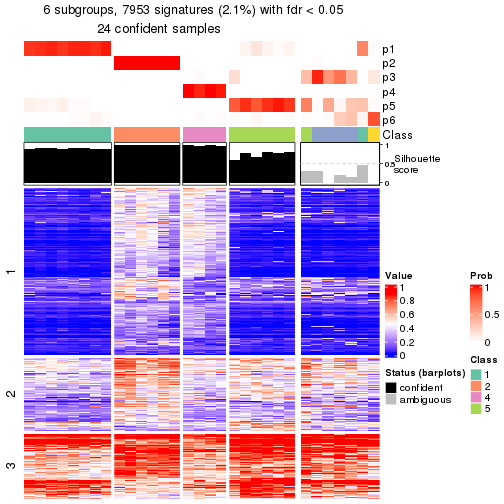 6 subgroups, 7953 signatures (2.1%) with fdr < 0.05
24 confident samples
p1
p2
p3
p4
p5
p6
Class
1
0.5
0
Silhouette
score
1
2
3
Value
1
0.8
0.6
0.4
0.2
0
Status (barplots)
confident
ambiguous
Prob
1
0.5
0
Class
1
2
4
5